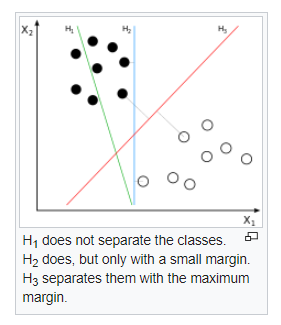 X₂ H₁ H₂ H₃
X₁
H₁ does not separate the classes.
H₂ does, but only with a small margin.
H₃ separates them with the maximum
margin.